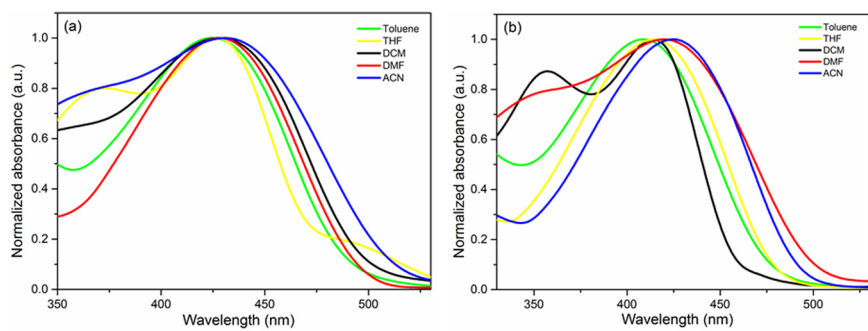 (a)
Normalized absorbance (a.u.)
1.0
0.8
0.6
0.4
0.2
0.0
350
400
450
500
Wavelength (nm)
Toluene
THF
DCM
DMF
ACN
(b)
Normalized absorbance (a.u.)
1.0
0.8
0.6
0.4
0.2
0.0
350
400
450
500
Wavelength (nm)
Toluene
THF
DCM
DMF
ACN